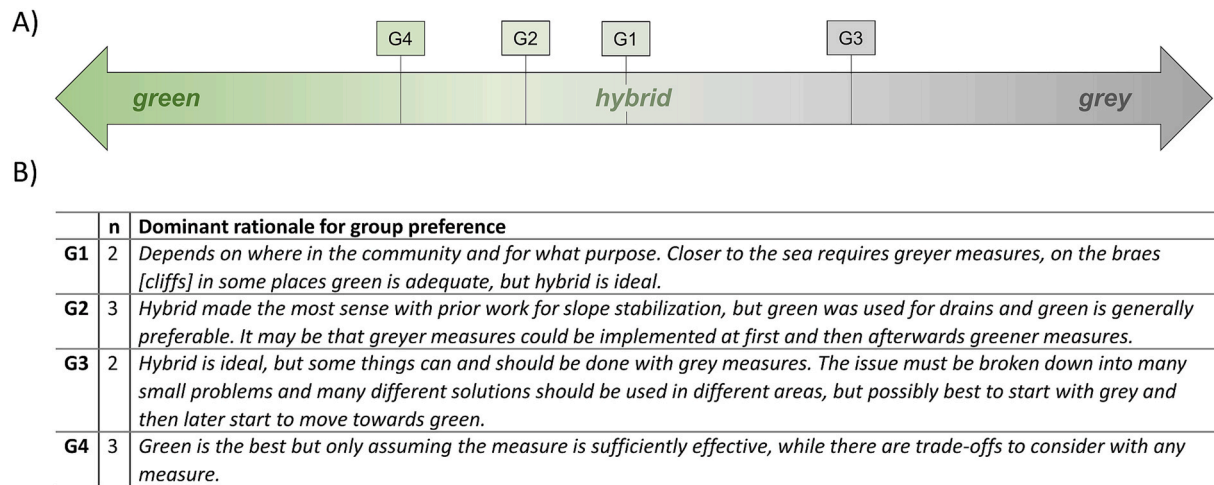 A)
G4 G2 G1 G3
green hybrid grey
B)
n Dominant rationale for group preference
G1 2 Depends on where in the community and for what purpose. Closer to the sea requires greyer measures, on the braes
[cliffs] in some places green is adequate, but hybrid is ideal.
G2 3 Hybrid made the most sense with prior work for slope stabilization, but green was used for drains and green is generally
preferable. It may be that greyer measures could be implemented at first and then afterwards greener measures.
G3 2 Hybrid is ideal, but some things can and should be done with grey measures. The issue must be broken down into many
small problems and many different solutions should be used in different areas, but possibly best to start with grey and
then later start to move towards green.
G4 3 Green is the best but only assuming the measure is sufficiently effective, while there are trade-offs to consider with any
measure.